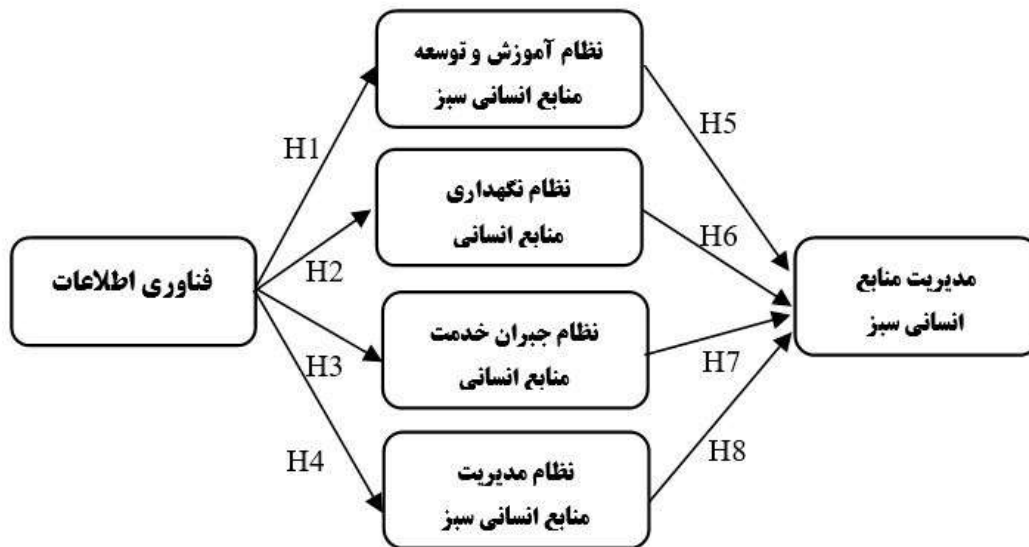 نظام آموزش و توسعه
منابع انسانی سبز
H1
H5
نظام نگهداری
منابع انسانی
H2
H6
فناوری اطلاعات
مدیریت منابع
انسانی سبز
نظام جبران خدمت
منابع انسانی
H3
H7
نظام مدیریت
منابع انسانی سبز
H4
H8